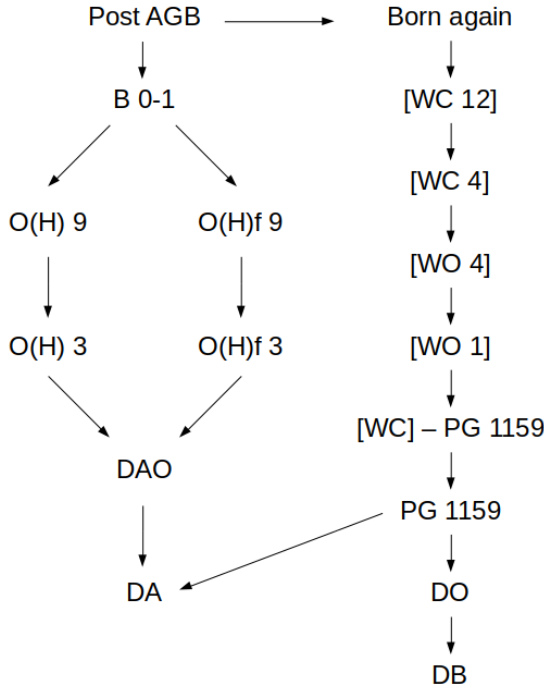 Post AGB
Born again
B 0-1
[WC 12]
[WC 4]
O(H) 9
O(H)f 9
[WO 4]
O(H) 3
O(H)f 3
[WO 1]
[WC] – PG 1159
DAO
PG 1159
DA
DO
DB